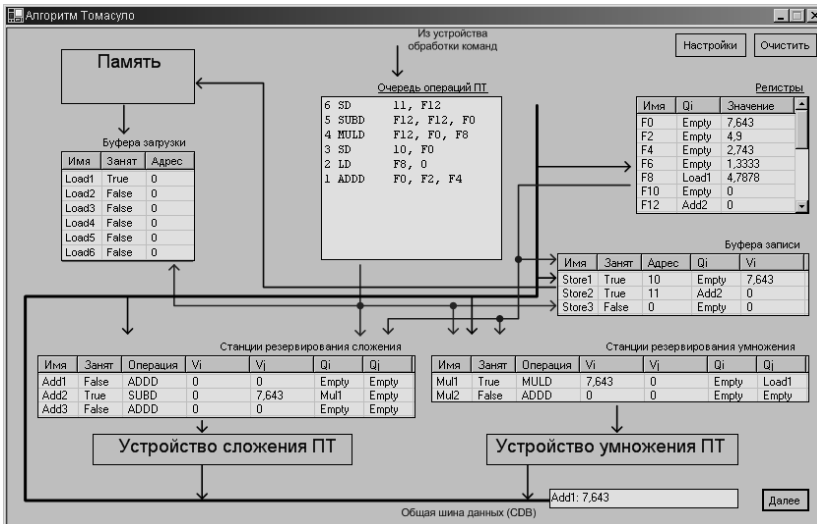 Алгоритм Томасуло
Из устройства
обработки команд
Настройки
Очистить
Память
Очередь операций ПТ
6 SD 11, F12
5 SUBD F12, F12, F0
4 MULD F12, F0, F8
3 SD 10, F0
2 LD F8, 0
1 ADDD F0, F2, F4
Регистры
Имя Qi Значение
F0 Empty 7,643
F2 Empty 4,9
F4 Empty 2,743
F6 Empty 1,3333
F8 Load1 4,7878
F10 Empty 0
F12 Add2 0
Буфера загрузки
Имя Занят Адрес
Load1 True 0
Load2 False 0
Load3 False 0
Load4 False 0
Load5 False 0
Load6 False 0
Буфера записи
Имя Занят Адрес Qi Vi
Store1 True 10 Empty 7,643
Store2 True 11 Add2 0
Store3 False 0 Empty 0
Станции резервирования сложения
Имя Занят Операция Vi Vj Qi Qj
Add1 False ADDD 0 0 Empty Empty
Add2 True SUBD 0 7,643 Mul1 Empty
Add3 False ADDD 0 0 Empty Empty
Станции резервирования умножения
Имя Занят Операция Vi Vj Qi Qj
Mul1 True MULD 7,643 0 Empty Load1
Mul2 False ADDD 0 0 Empty Empty
Устройство сложения ПТ
Устройство умножения ПТ
Общая шина данных (CDB)
Add1: 7,643
Далее